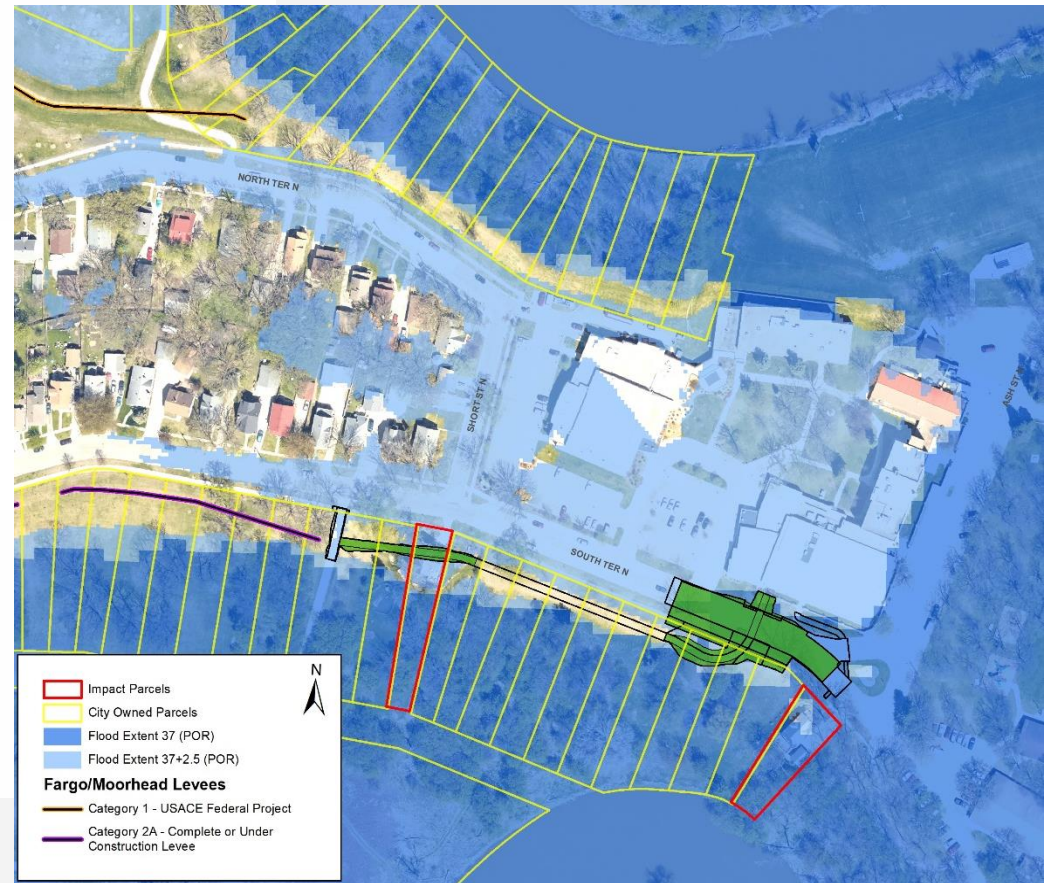 NORTH TER N
SHORT ST N
ASH ST N
SOUTH TER N
N
Impact Parcels
City Owned Parcels
Flood Extent 37 (POR)
Flood Extent 37+2.5 (POR)
Fargo/Moorhead Levees
Category 1 - USACE Federal Project
Category 2A - Complete or Under
Construction Levee